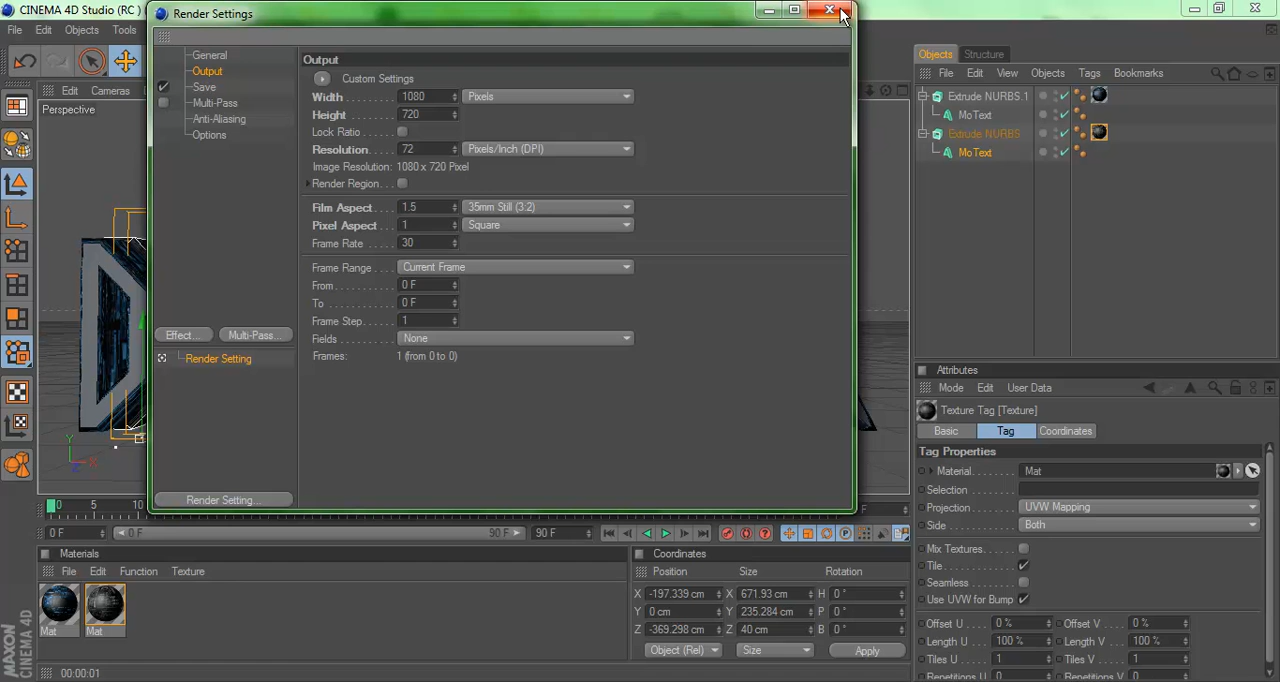 CINEMA 4D Studio (RC )
Render Settings
File Edit Objects Tools
Edit Cameras
Perspective
General
Output
Save
Multi-Pass
Anti-Aliasing
Options
Effect...
Multi-Pass...
Render Setting
Render Setting...
Output
Custom Settings
Width 1080 Pixels
Height 720
Lock Ratio
Resolution 72 Pixels/Inch (DPI)
Image Resolution: 1080 x 720 Pixel
Render Region
Film Aspect 1.5 35mm Still (3:2)
Pixel Aspect 1 Square
Frame Rate 30
Frame Range Current Frame
From 0 F
To 0 F
Frame Step 1
Fields None
Frames: 1 (from 0 to 0)
Objects Structure
File Edit View Objects Tags Bookmarks
Extrude NURBS.1
MoText
Extrude NURBS
MoText
Attributes
Mode Edit User Data
Texture Tag [Texture]
Basic Tag Coordinates
Tag Properties
Material Mat
Selection
Projection UVW Mapping
Side Both
Mix Textures
Tile
Seamless
Use UVW for Bump
Offset U 0 % Offset V 0 %
Length U 100 % Length V 100 %
Tiles U 1 Tiles V 1
Repetitions U 0 Repetitions V 0
0 5 10
0 F 0 F 90 F 90 F
Materials
File Edit Function Texture
Mat Mat
Coordinates
Position Size Rotation
X -197.339 cm X 671.93 cm H 0 °
Y 0 cm Y 235.284 cm P 0 °
Z -369.298 cm Z 40 cm B 0 °
Object (Rel) Size Apply
MAXON
CINEMA 4D
00:00:01